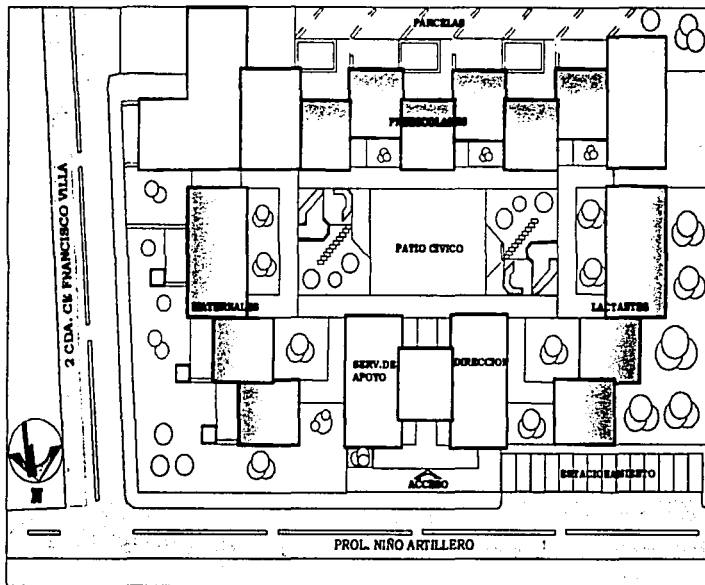 PARCELAS
PREESCOLARES
2 CDA. CE FRANCISCO VILLA
PATIO CIVICO
MATERNALES
LACTANTES
SERV. DE
APOYO
DIRECCION
N
ACCESO
ESTACIONAMIENTO
PROL. NIÑO ARTILLERO